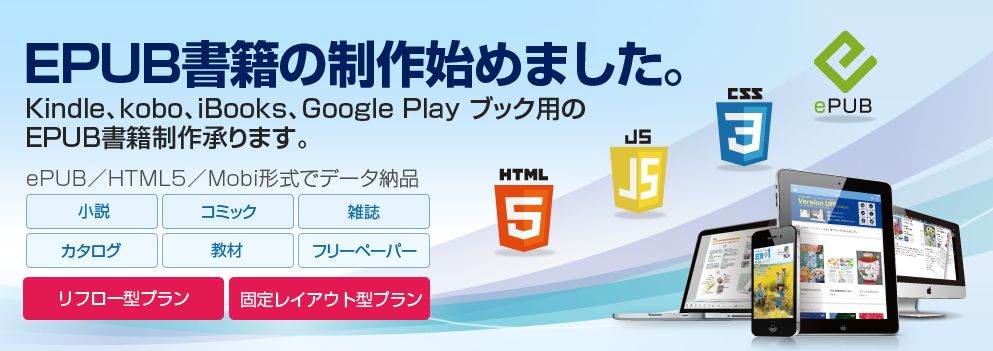 EPUB書籍の制作始めました。
Kindle、kobo、iBooks、Google Play ブック用の
EPUB書籍制作承ります。
ePUB／HTML5／Mobi形式でデータ納品
小説
コミック
雑誌
カタログ
教材
フリーペーパー
リフロー型プラン
固定レイアウト型プラン
HTML
5
JS
JS
CSS
3
ePUB
Version UP!